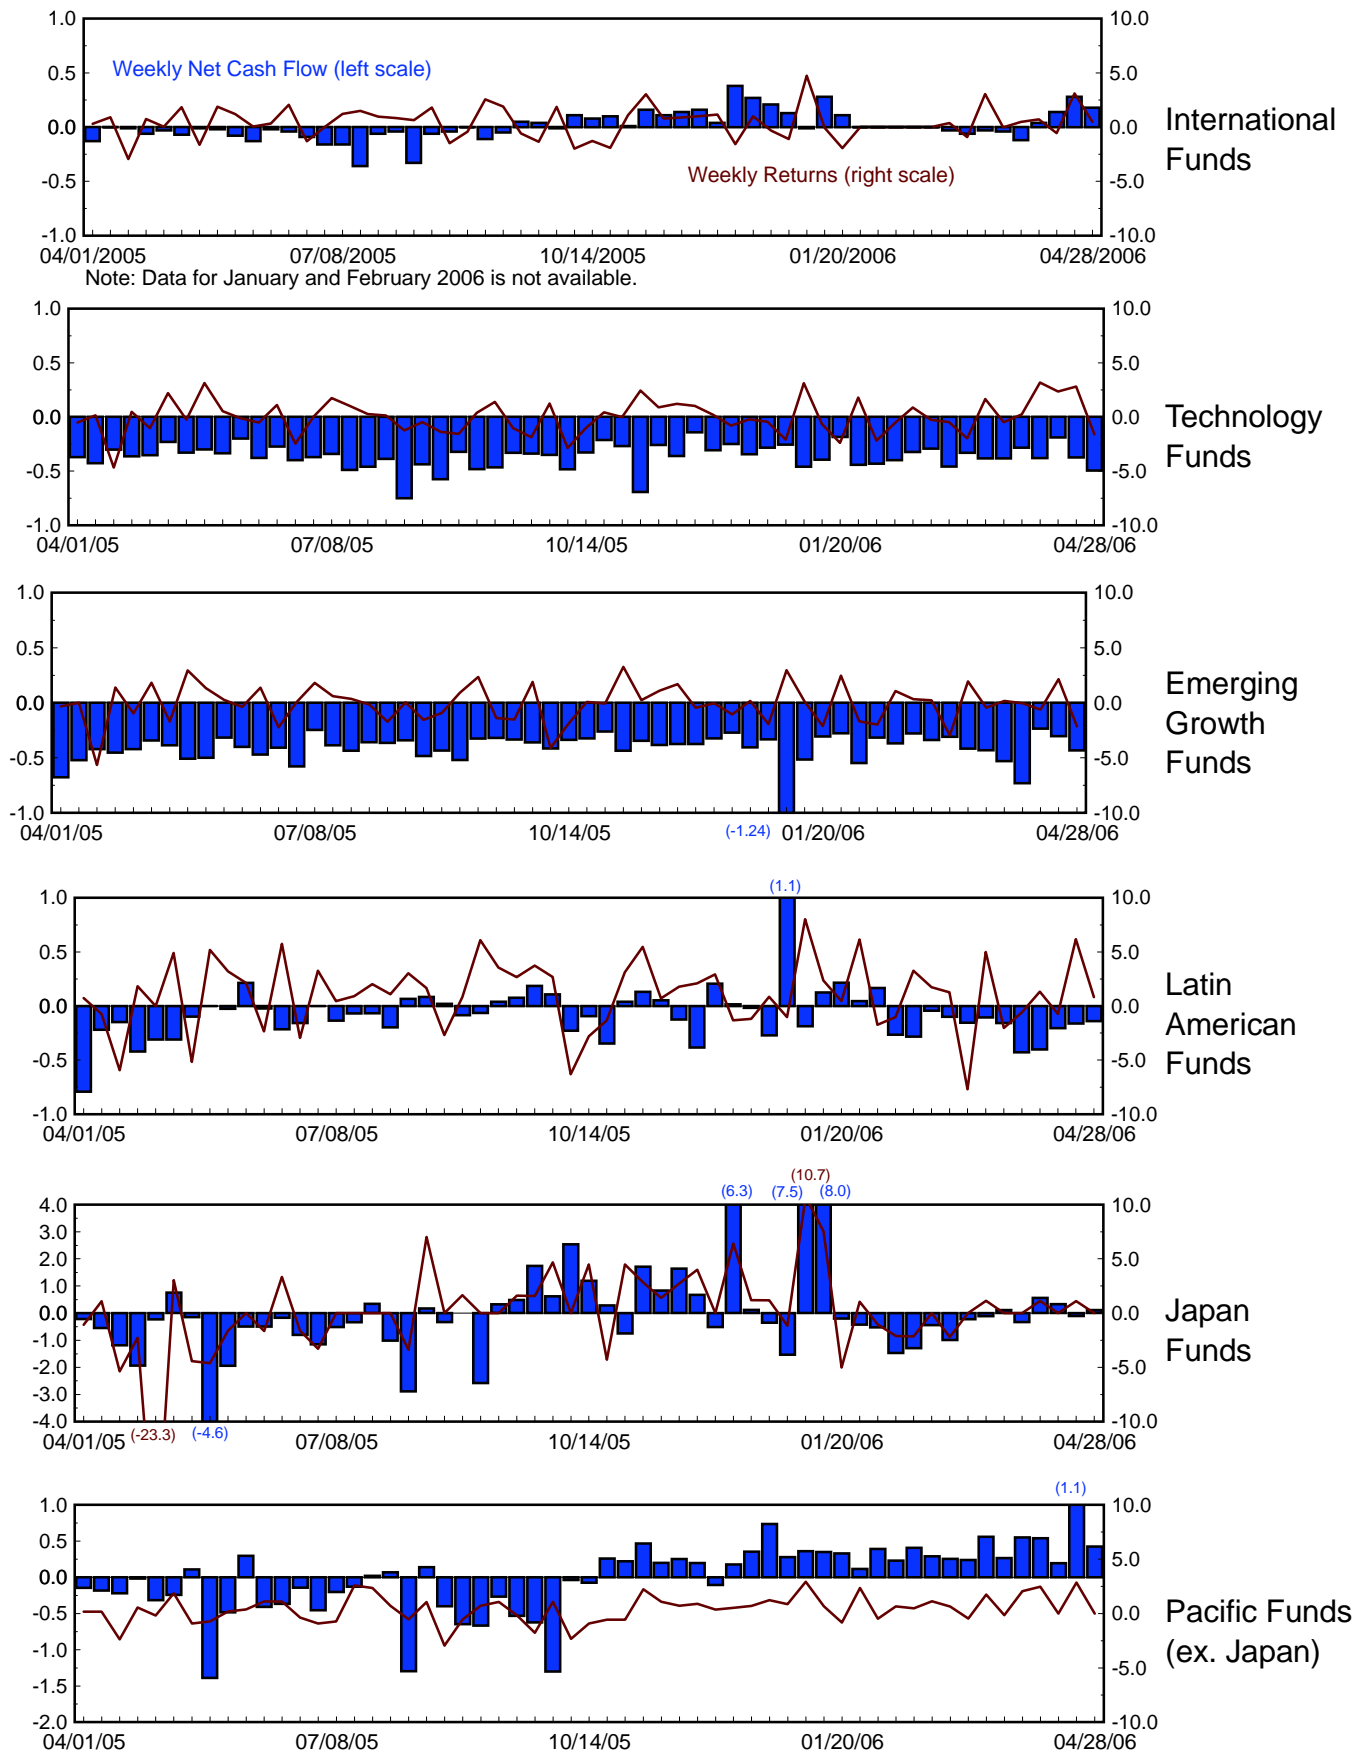 1.0 10.0
Weekly Net Cash Flow (left scale)
0.5 5.0
0.0 0.0 International
Funds
Weekly Returns (right scale)
-0.5 -5.0
-1.0 -10.0
04/01/2005 07/08/2005 10/14/2005 01/20/2006 04/28/2006
Note: Data for January and February 2006 is not available.
1.0 10.0
0.5 5.0
0.0 0.0 Technology
Funds
-0.5 -5.0
-1.0 -10.0
04/01/05 07/08/05 10/14/05 01/20/06 04/28/06
1.0 10.0
0.5 5.0
0.0 0.0 Emerging
Growth
Funds
-0.5 -5.0
-1.0 -10.0
04/01/05 07/08/05 10/14/05 (-1.24) 01/20/06 04/28/06
(1.1)
1.0 10.0
0.5 5.0
0.0 0.0 Latin
American
Funds
-0.5 -5.0
-1.0 -10.0
04/01/05 07/08/05 10/14/05 01/20/06 04/28/06
(10.7)
(6.3) (7.5) (8.0)
4.0 10.0
3.0
2.0 5.0
1.0
0.0 0.0 Japan
Funds
-1.0
-2.0 -5.0
-3.0
-4.0 -10.0
04/01/05 (-23.3) (-4.6) 07/08/05 10/14/05 01/20/06 04/28/06
(1.1)
1.0 10.0
0.5 5.0
0.0
-0.5 0.0 Pacific Funds
(ex. Japan)
-1.0 -5.0
-1.5
-2.0 -10.0
04/01/05 07/08/05 10/14/05 01/20/06 04/28/06